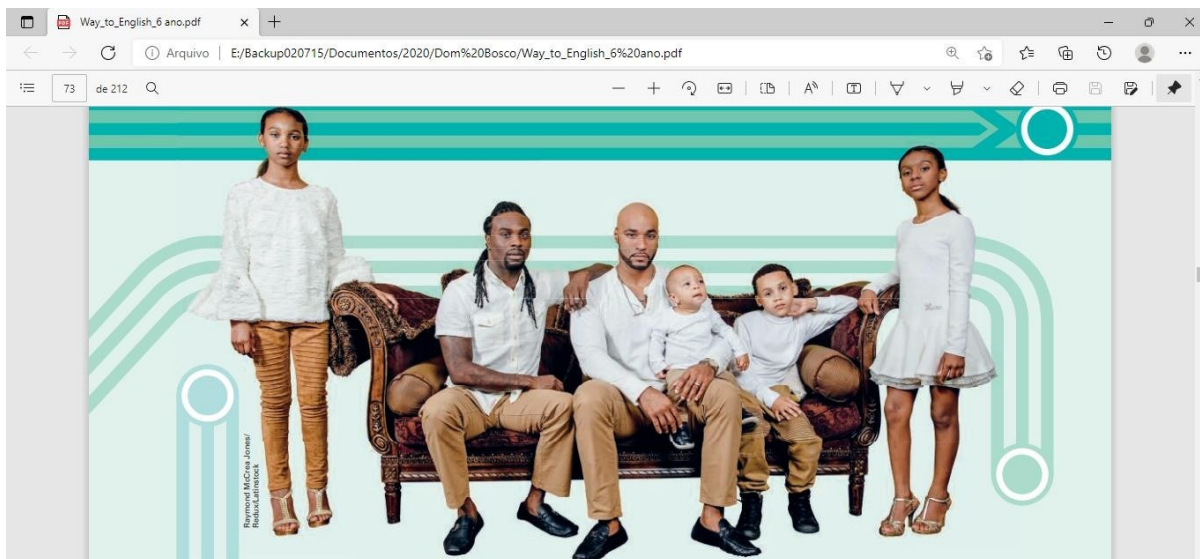 Way_to_English_6 ano.pdf
Arquivo
E:/Backup020715/Documentos/2020/Dom%20Bosco/Way_to_English_6%20ano.pdf
73 de 212
Raymond McCrea Jones/
Redux/Latinstock